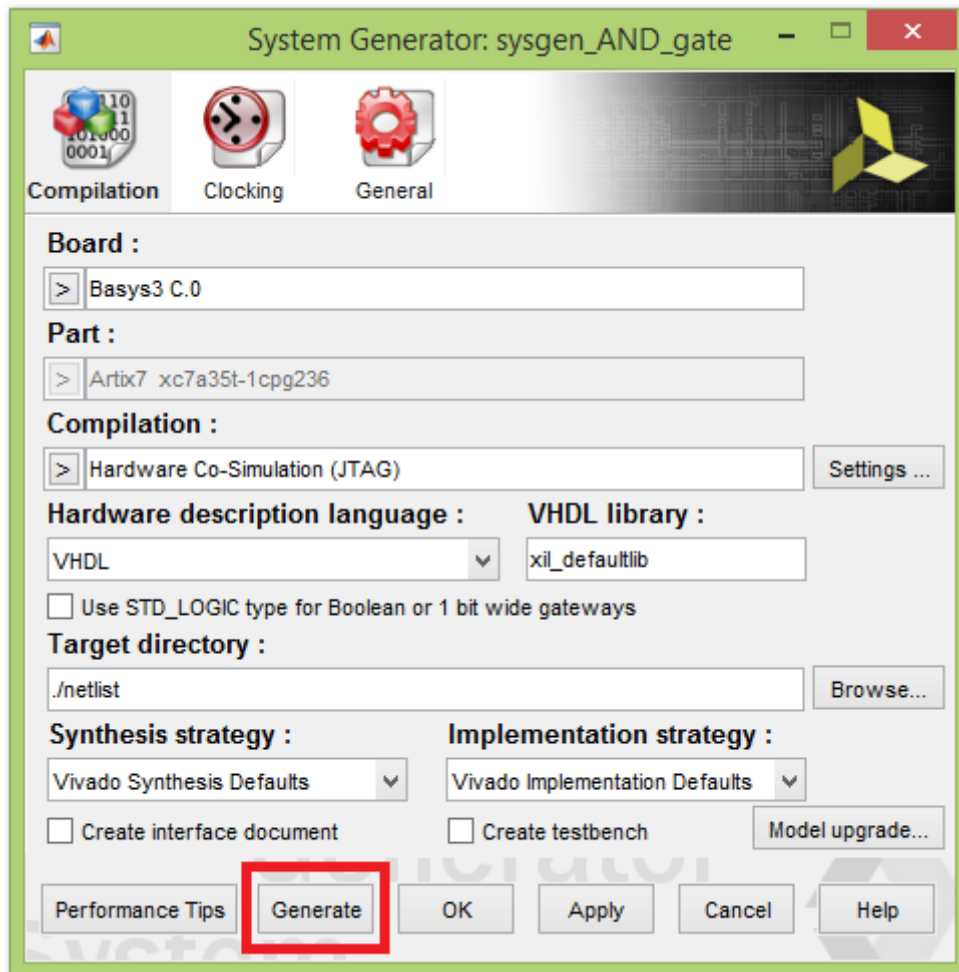 System Generator: sysgen_AND_gate
Compilation
Clocking
General
Board :
> Basys3 C.0
Part :
> Artix7 xc7a35t-1cpg236
Compilation :
> Hardware Co-Simulation (JTAG) Settings ...
Hardware description language : VHDL library :
VHDL xil_defaultlib
Use STD_LOGIC type for Boolean or 1 bit wide gateways
Target directory :
./netlist Browse...
Synthesis strategy : Implementation strategy :
Vivado Synthesis Defaults Vivado Implementation Defaults
Create interface document Create testbench Model upgrade...
Performance Tips Generate OK Apply Cancel Help
System Generator